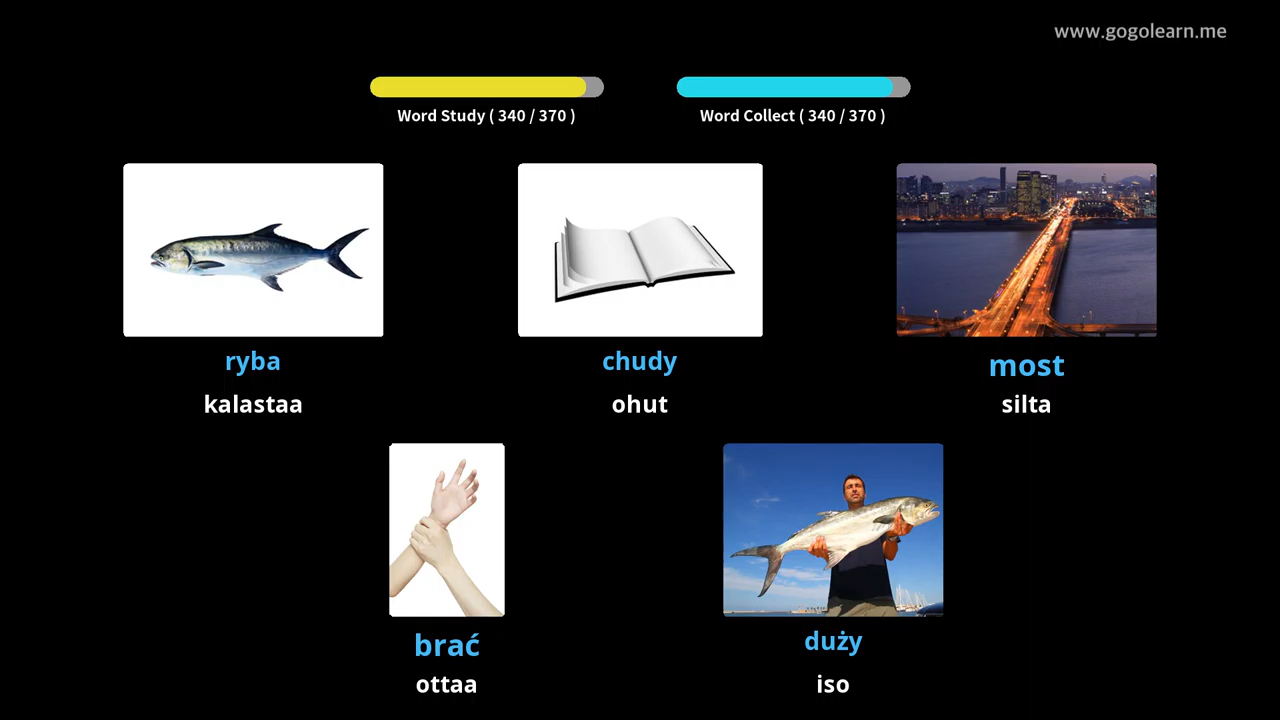 www.gogolearn.me
Word Study ( 340 / 370 )
Word Collect ( 340 / 370 )
ryba
kalastaa
chudy
ohut
most
silta
brać
ottaa
duży
iso